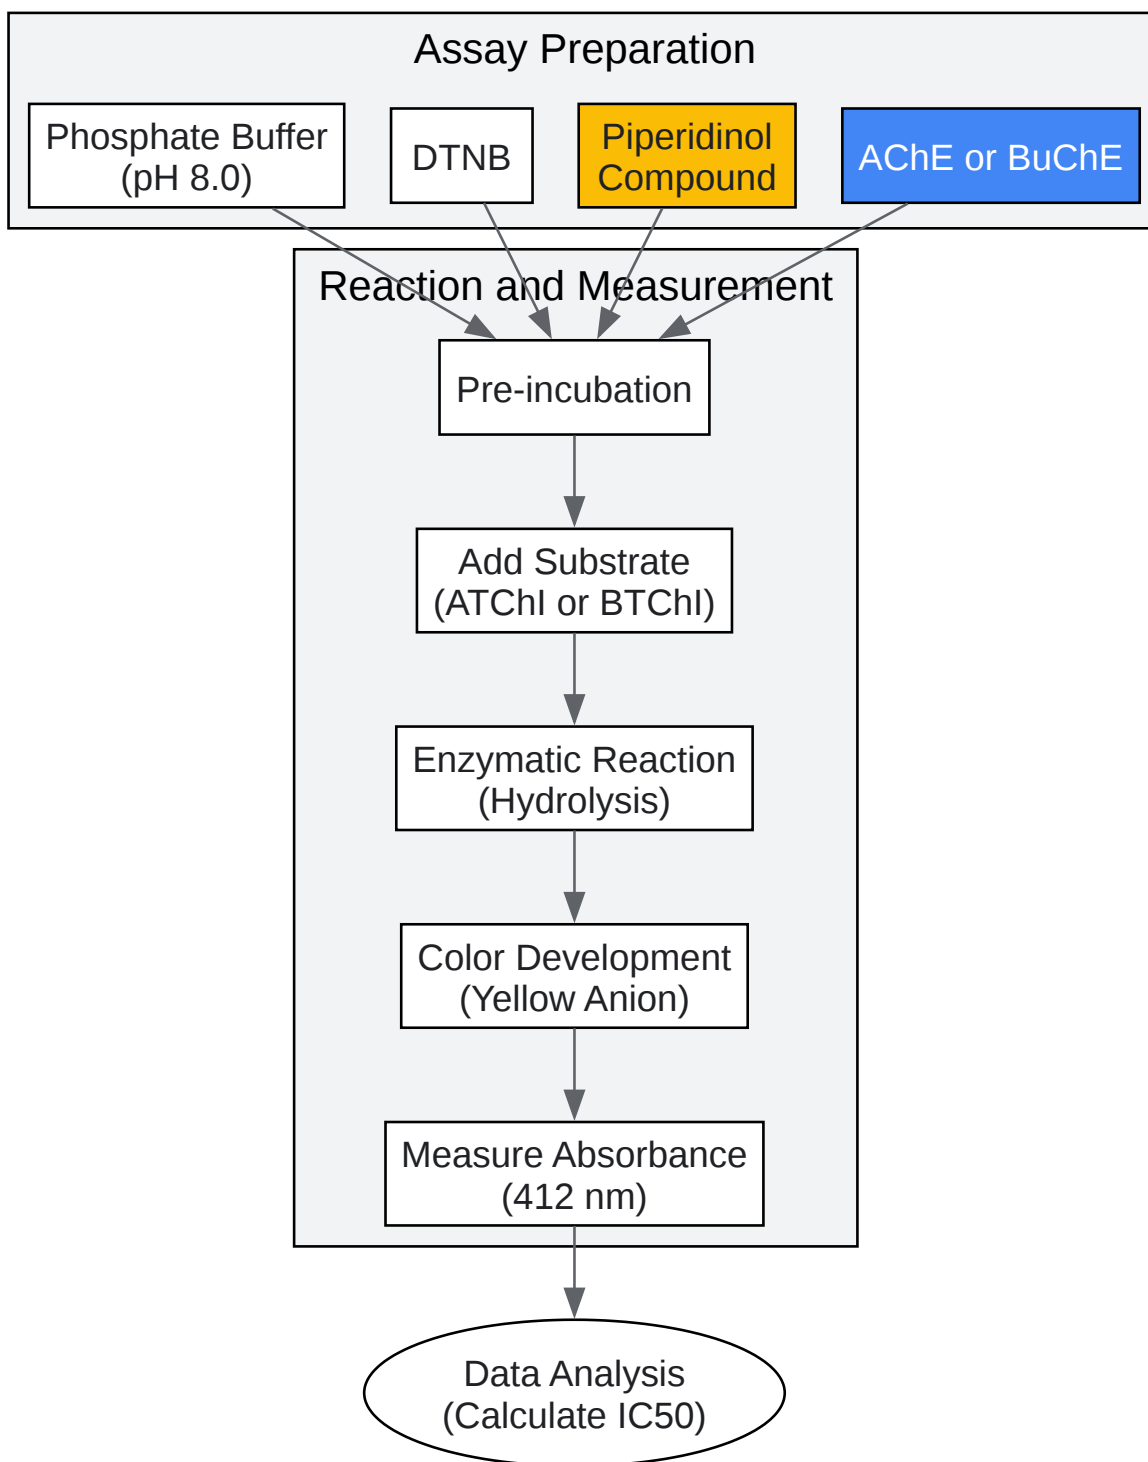 Assay Preparation
Phosphate Buffer
(pH 8.0)
DTNB
Piperidinol
Compound
AChE or BuChE
Reaction and Measurement
Pre-incubation
Add Substrate
(ATChI or BTChI)
Enzymatic Reaction
(Hydrolysis)
Color Development
(Yellow Anion)
Measure Absorbance
(412 nm)
Data Analysis
(Calculate IC50)